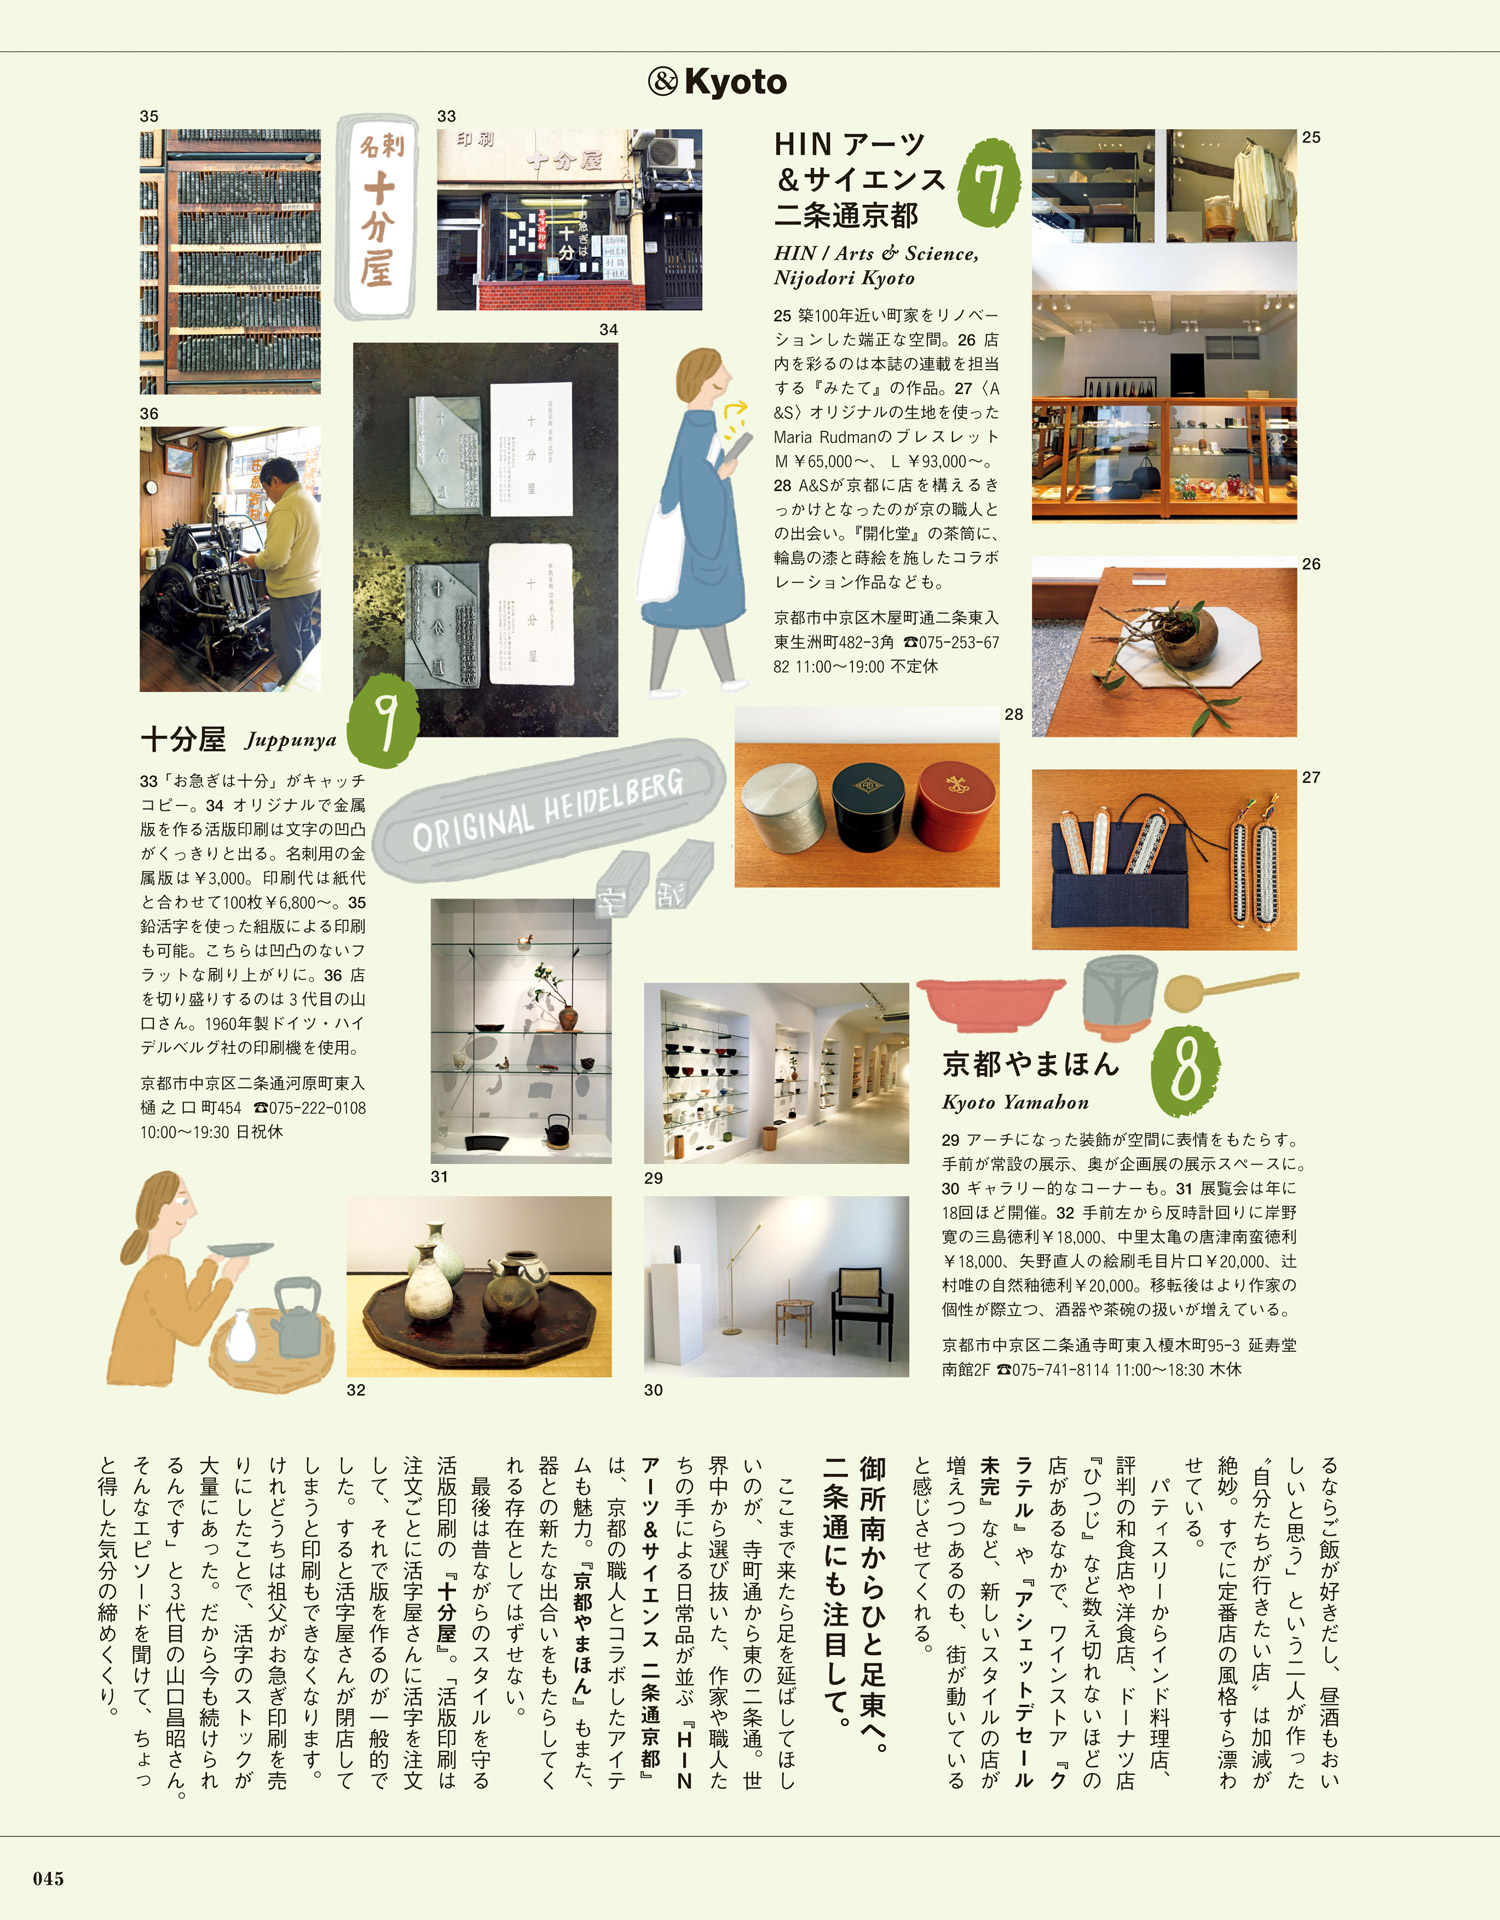 &Kyoto
35
名刺
十分屋
33
印刷
十分屋
お急ぎは
十分
34
36
HIN アーツ
&サイエンス
二条通京都
7
HIN / Arts & Science,
Nijodori Kyoto
25 築100年近い町家をリノベー
ションした端正な空間。26 店
内を彩るのは本誌の連載を担当
する『みたて』の作品。27〈A
&S〉オリジナルの生地を使った
Maria Rudmanのブレスレット
M ¥65,000〜、L ¥93,000〜。
28 A&Sが京都に店を構えるき
っかけとなったのが京の職人と
の出会い。『開化堂』の茶筒に、
輪島の漆と蒔絵を施したコラボ
レーション作品なども。
京都市中京区木屋町通二条東入
東生洲町482-3角 ☎075-253-67
82 11:00〜19:00 不定休
25
26
28
27
十分屋 Juppunya
9
33「お急ぎは十分」がキャッチ
コピー。34 オリジナルで金属
版を作る活版印刷は文字の凹凸
がくっきりと出る。名刺用の金
属版は¥3,000。印刷代は紙代
と合わせて100枚¥6,800〜。35
鉛活字を使った組版による印刷
も可能。こちらは凹凸のないフ
ラットな刷り上がりに。36 店
を切り盛りするのは3代目の山
口さん。1960年製ドイツ・ハイ
デルベルグ社の印刷機を使用。
京都市中京区二条通河原町東入
樋之口町454 ☎075-222-0108
10:00〜19:30 日祝休
ORIGINAL HEIDELBERG
活
字
31
29
32
30
京都やまほん
8
Kyoto Yamahon
29 アーチになった装飾が空間に表情をもたらす。
手前が常設の展示、奥が企画展の展示スペースに。
30 ギャラリー的なコーナーも。31 展覧会は年に
18回ほど開催。32 手前左から反時計回りに岸野
寛の三島徳利¥18,000、中里太亀の唐津南蛮徳利
¥18,000、矢野直人の絵刷毛目片口¥20,000、辻
村唯の自然釉徳利¥20,000。移転後はより作家の
個性が際立つ、酒器や茶碗の扱いが増えている。
京都市中京区二条通寺町東入榎木町95-3 延寿堂
南館2F ☎075-741-8114 11:00〜18:30 木休
るならご飯が好きだし、昼酒もおい
しいと思う」という二人が作った
〝自分たちが行きたい店〟は加減が
絶妙。すでに定番店の風格すら漂わ
せている。
パティスリーからインド料理店、
評判の和食店や洋食店、ドーナツ店
『ひつじ』など数え切れないほどの
店があるなかで、ワインストア『ク
ラテル』や『アシェットデセール
未完』など、新しいスタイルの店が
増えつつあるのも、街が動いている
と感じさせてくれる。
御所南からひと足東へ。
二条通にも注目して。
ここまで来たら足を延ばしてほし
いのが、寺町通から東の二条通。世
界中から選び抜いた、作家や職人た
ちの手による日常品が並ぶ『HIN
アーツ&サイエンス 二条通京都』
は、京都の職人とコラボしたアイテ
ムも魅力。『京都やまほん』もまた、
器との新たな出合いをもたらしてく
れる存在としてはずせない。
最後は昔ながらのスタイルを守る
活版印刷の『十分屋』。「活版印刷は
注文ごとに活字屋さんに活字を注文
して、それで版を作るのが一般的で
した。すると活字屋さんが閉店して
しまうと印刷もできなくなります。
けれどうちは祖父がお急ぎ印刷を売
りにしたことで、活字のストックが
大量にあった。だから今も続けられ
るんです」と3代目の山口昌昭さん。
そんなエピソードを聞けて、ちょっ
と得した気分の締めくくり。
045